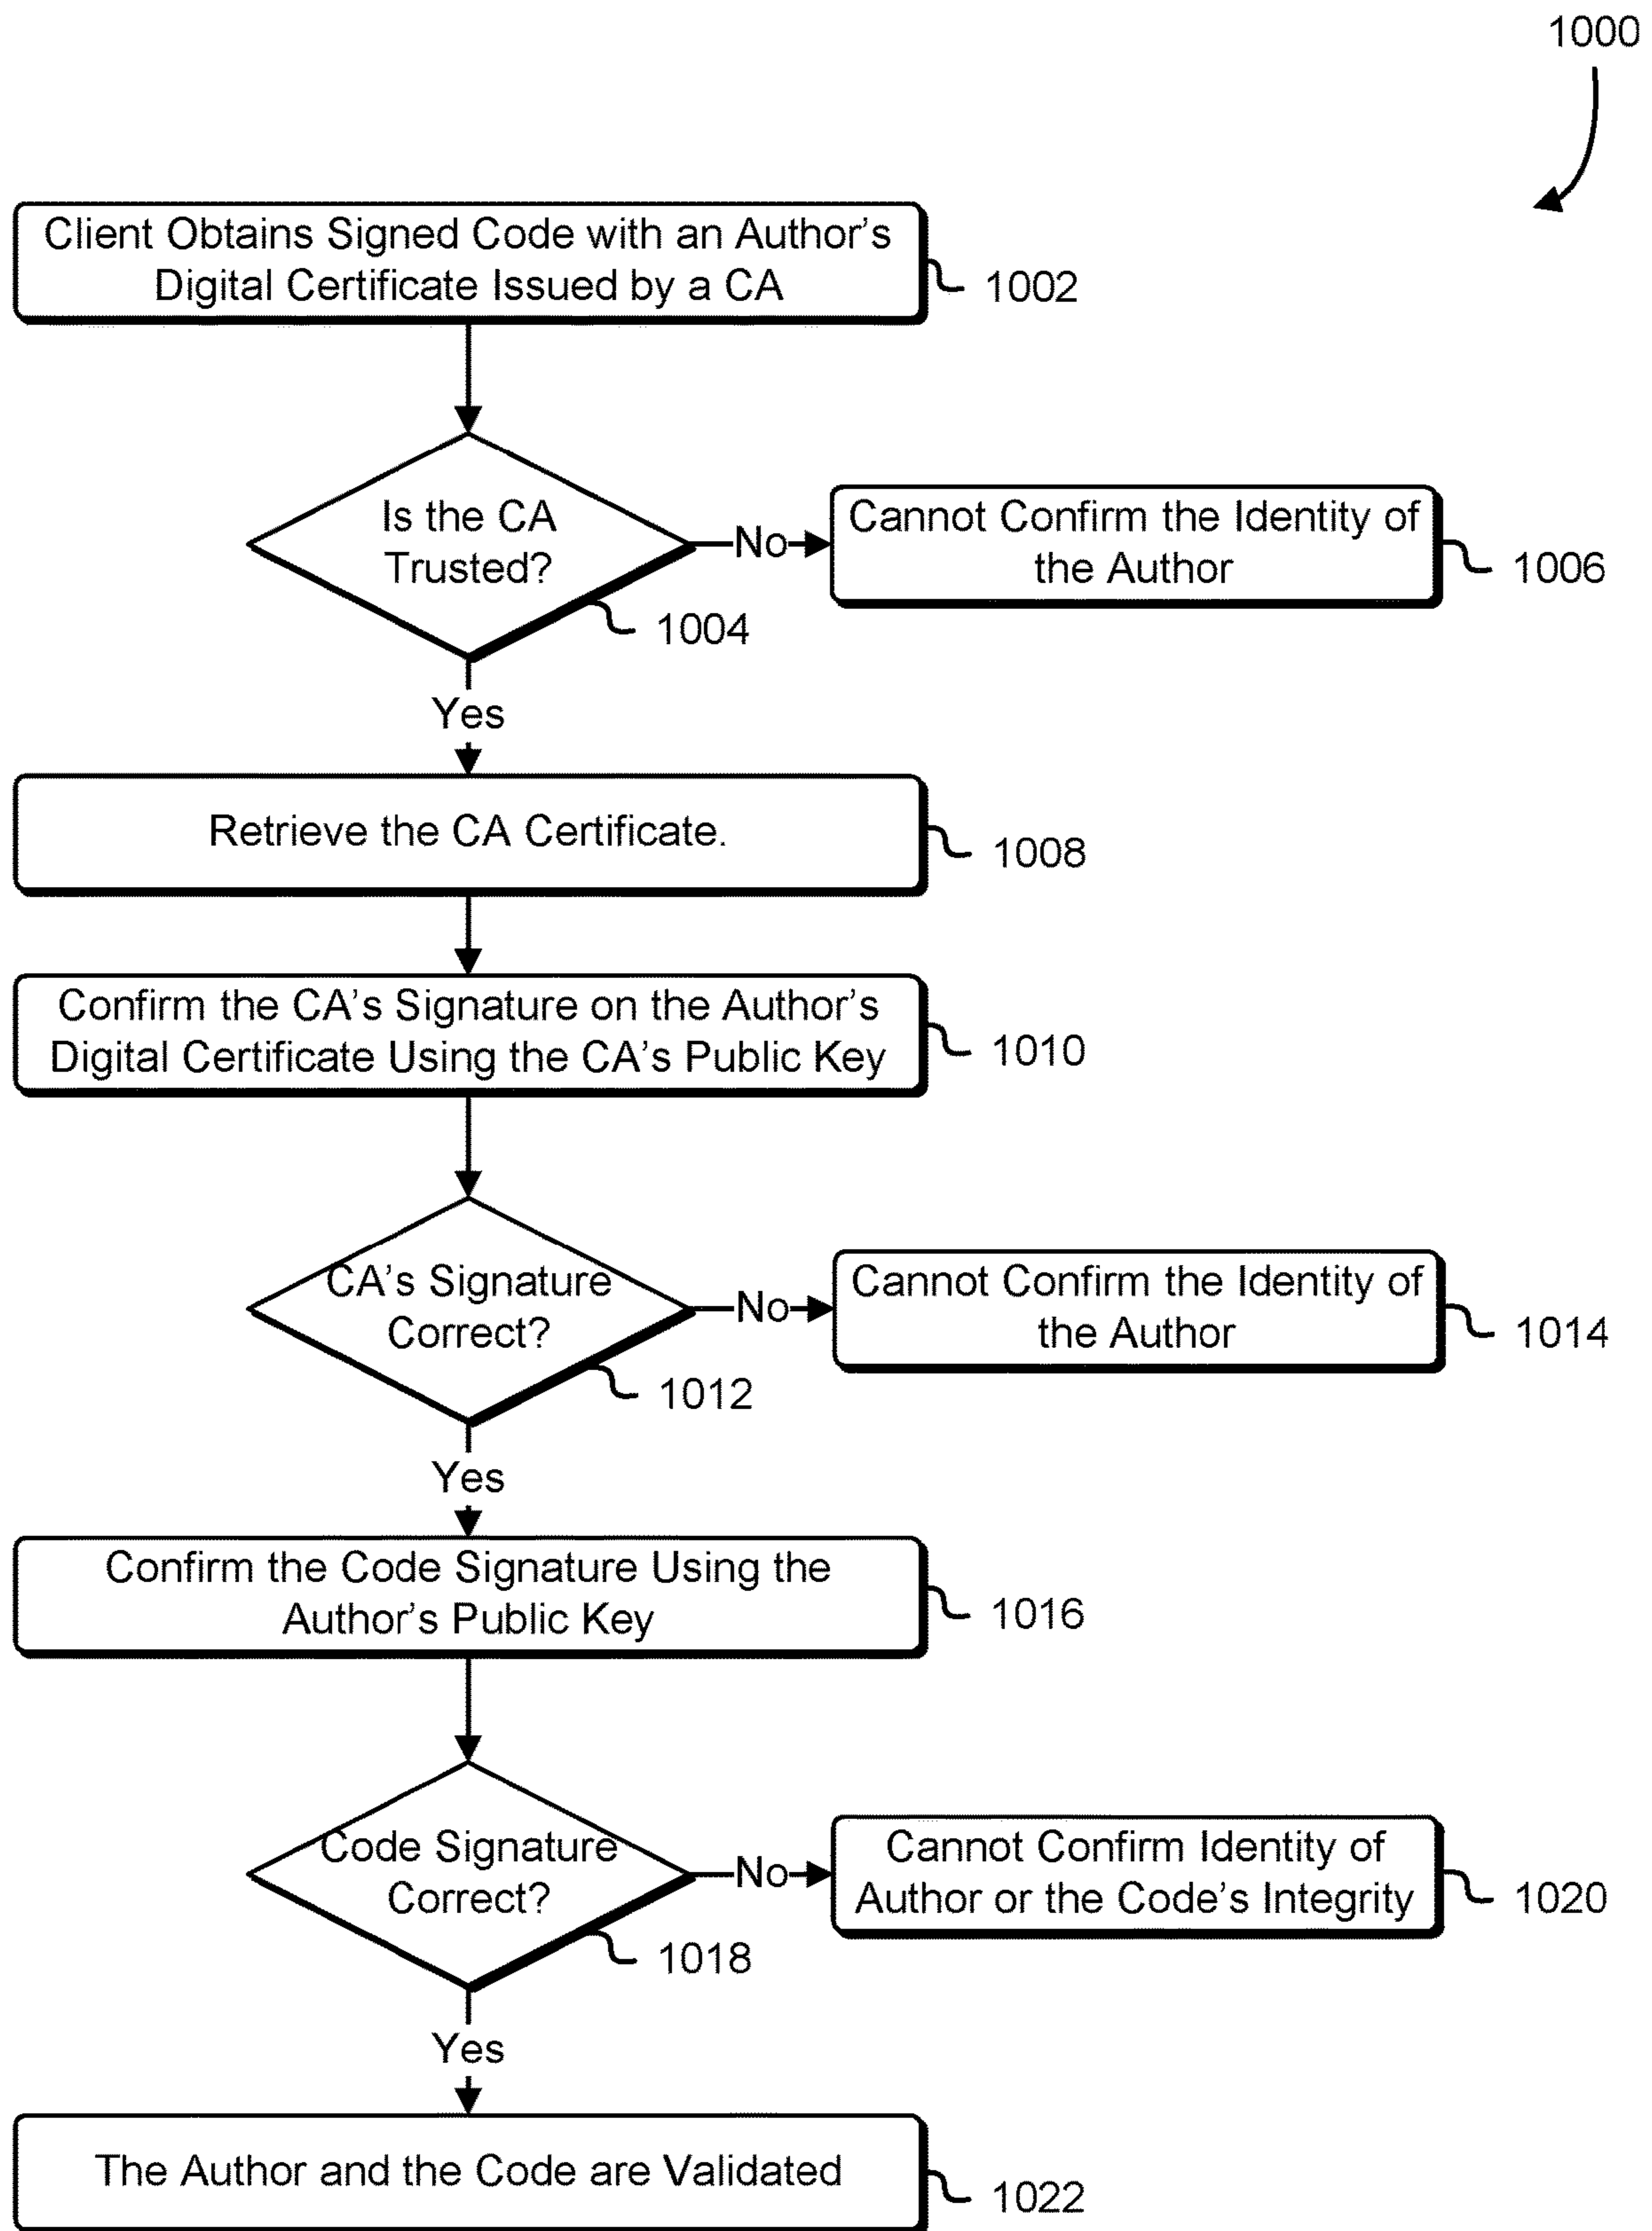 1000
Client Obtains Signed Code with an Author's
Digital Certificate Issued by a CA
1002
Is the CA
Trusted?
1004
No
Cannot Confirm the Identity of
the Author
1006
Yes
Retrieve the CA Certificate.
1008
Confirm the CA's Signature on the Author's
Digital Certificate Using the CA's Public Key
1010
CA's Signature
Correct?
1012
No
Cannot Confirm the Identity of
the Author
1014
Yes
Confirm the Code Signature Using the
Author's Public Key
1016
Code Signature
Correct?
1018
No
Cannot Confirm Identity of
Author or the Code's Integrity
1020
Yes
The Author and the Code are Validated
1022